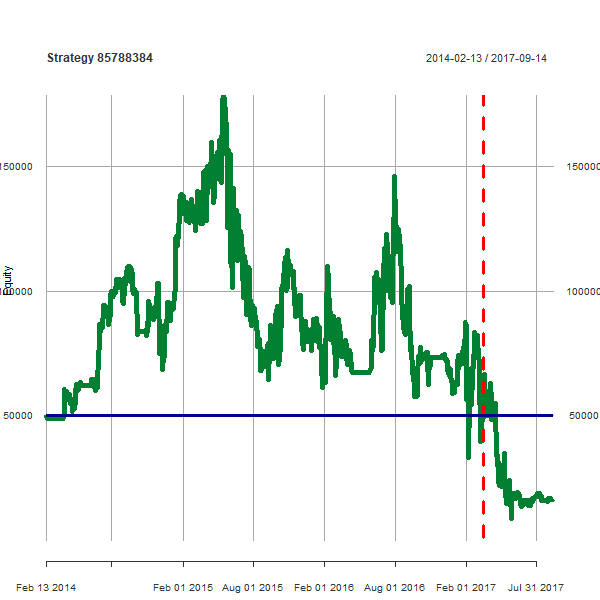 Strategy 85788384
2014-02-13 / 2017-09-14
150000 150000
equity
100000 100000
50000 50000
Feb 13 2014 Feb 01 2015 Aug 01 2015 Feb 01 2016 Aug 01 2016 Feb 01 2017 Jul 31 2017